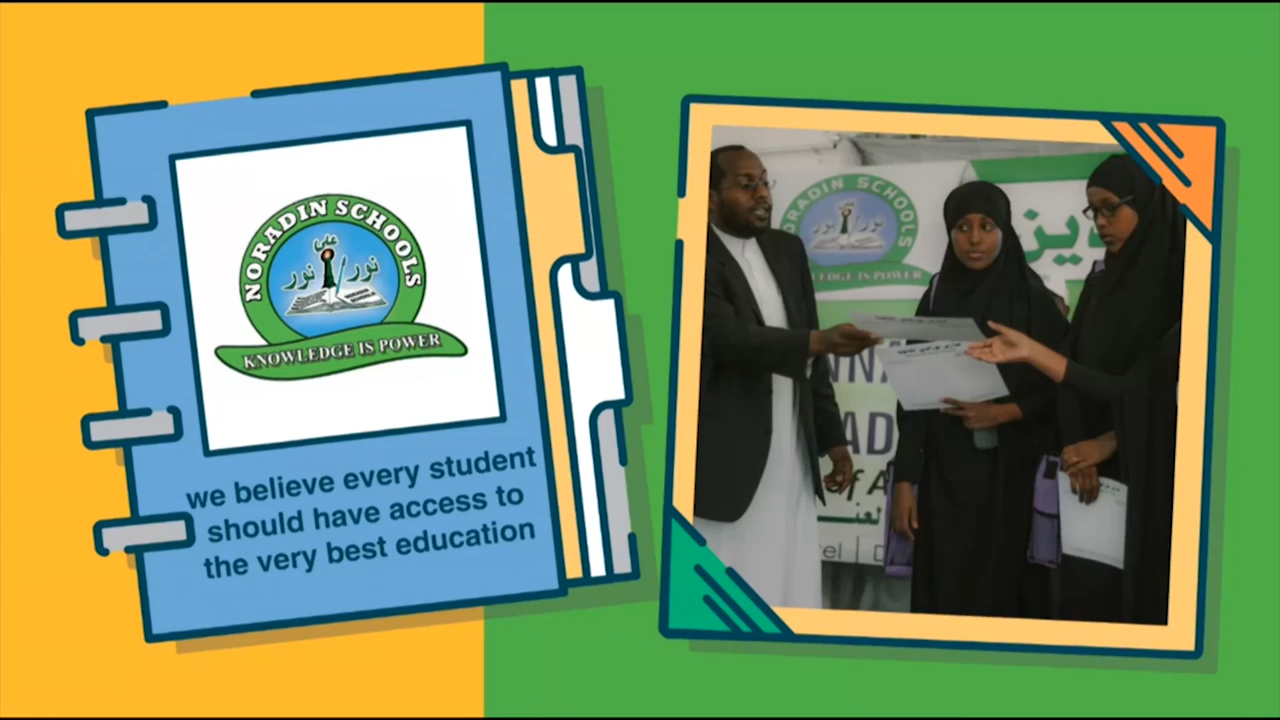 NORADIN SCHOOLS
علي
نور نور
KNOWLEDGE IS POWER
we believe every student
should have access to
the very best education
NORADIN SCHOOLS
KNOWLEDGE IS POWER